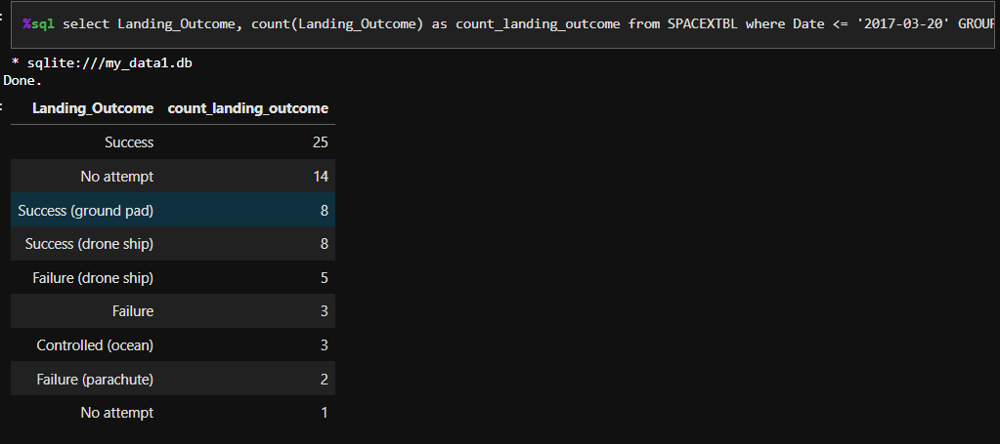 %sql select Landing_Outcome, count(Landing_Outcome) as count_landing_outcome from SPACEXTBL where Date <= '2017-03-20' GROUP
* sqlite:///my_data1.db
Done.
Landing_Outcome count_landing_outcome
Success 25
No attempt 14
Success (ground pad) 8
Success (drone ship) 8
Failure (drone ship) 5
Failure 3
Controlled (ocean) 3
Failure (parachute) 2
No attempt 1